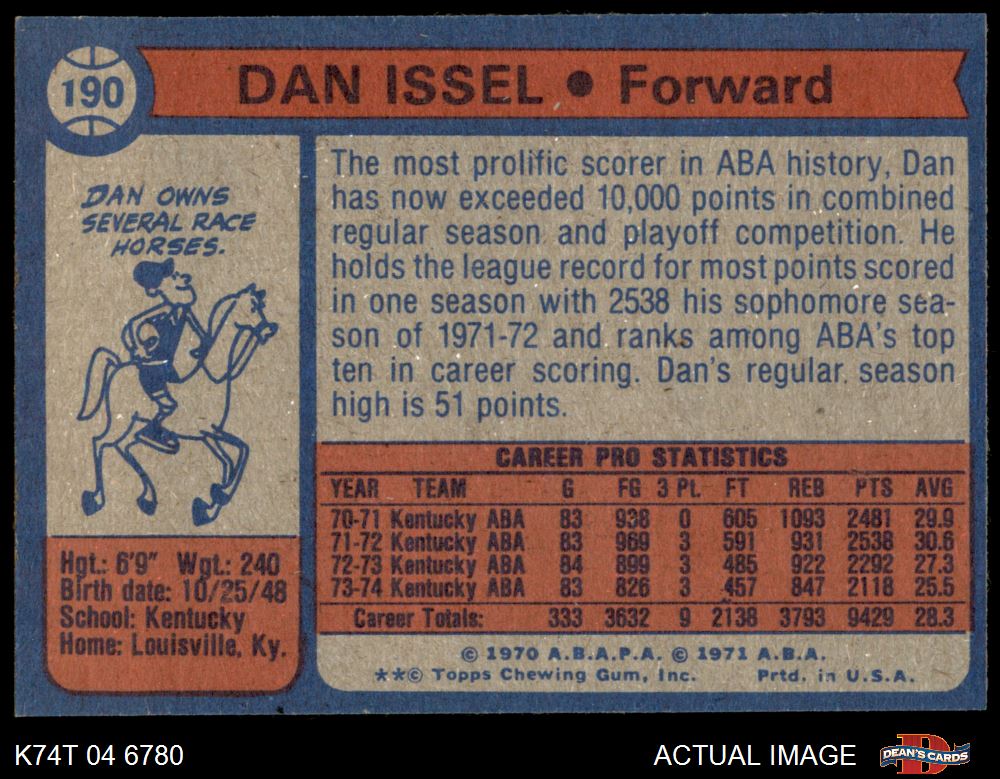 190
DAN ISSEL • Forward
DAN OWNS
SEVERAL RACE
HORSES.
The most prolific scorer in ABA history, Dan
has now exceeded 10,000 points in combined
regular season and playoff competition. He
holds the league record for most points scored
in one season with 2538 his sophomore sea-
son of 1971-72 and ranks among ABA's top
ten in career scoring. Dan's regular season
high is 51 points.
Hgt.: 6'9" Wgt.: 240
Birth date: 10/25/48
School: Kentucky
Home: Louisville, Ky.
CAREER PRO STATISTICS
YEAR TEAM G FG 3 Pt. FT REB PTS AVG
70-71 Kentucky ABA 83 938 0 605 1093 2481 29.9
71-72 Kentucky ABA 83 969 3 591 931 2538 30.6
72-73 Kentucky ABA 84 899 3 485 922 2292 27.3
73-74 Kentucky ABA 83 826 3 457 847 2118 25.5
Career Totals: 333 3632 9 2138 3793 9429 28.3
© 1970 A.B.A.P.A. © 1971 A.B.A.
**© Topps Chewing Gum, Inc. Prtd. in U.S.A.
K74T 04 6780
ACTUAL IMAGE
DEAN'S CARDS